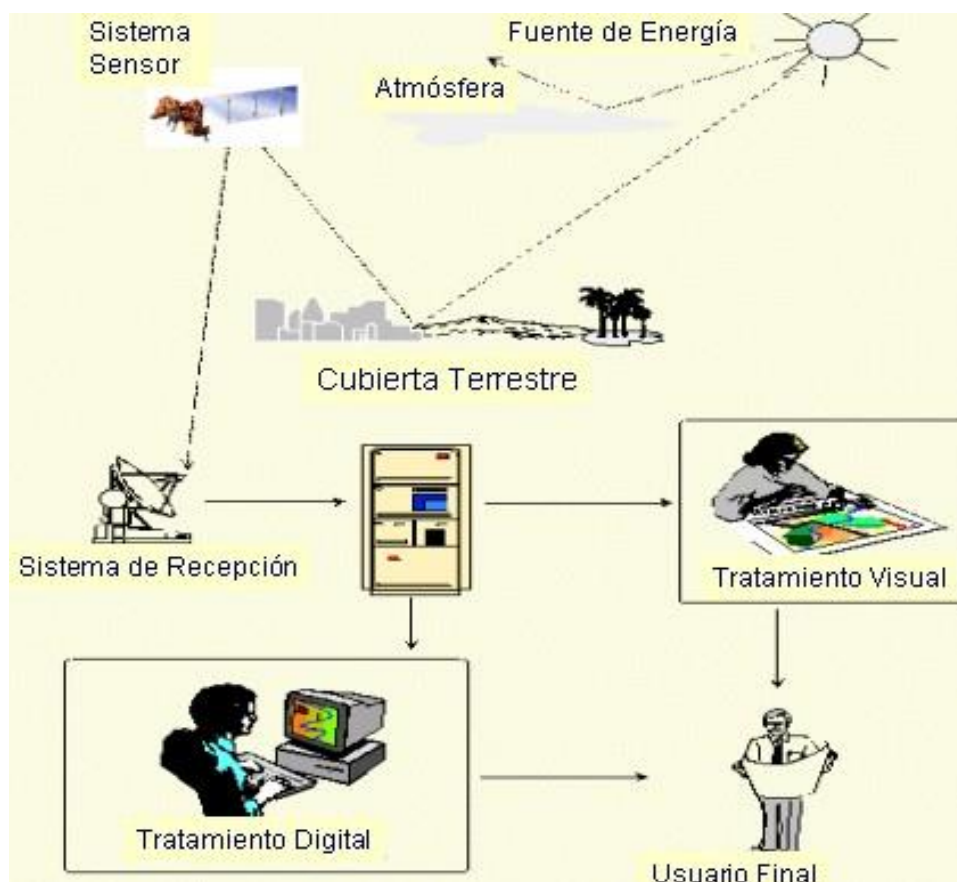 Sistema
Sensor
Fuente de Energía
Atmósfera
Cubierta Terrestre
Sistema de Recepción
Tratamiento Visual
Tratamiento Digital
Usuario Final